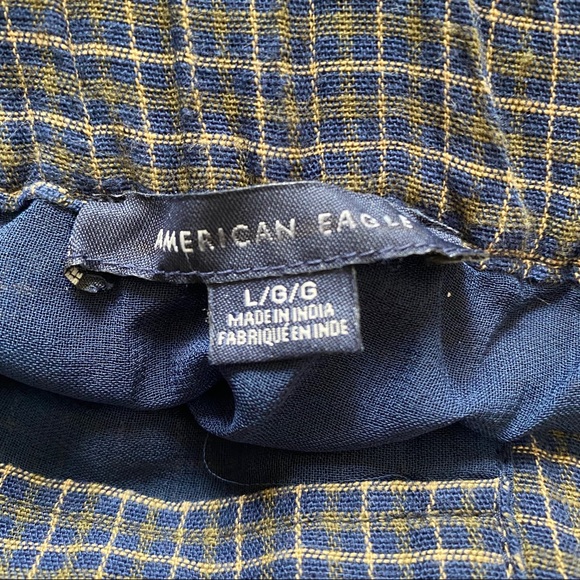 AMERICAN EAGLE
L/G/G
MADE IN INDIA
FABRIQUÉ EN INDE